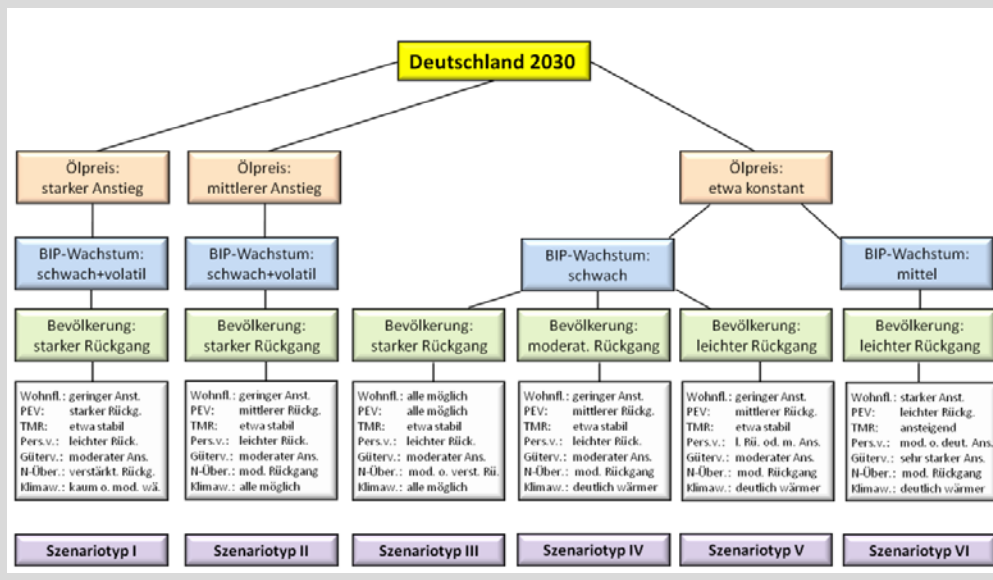 Deutschland 2030
Ölpreis:
starker Anstieg
Ölpreis:
mittlerer Anstieg
Ölpreis:
etwa konstant
BIP-Wachstum:
schwach+volatil
BIP-Wachstum:
schwach+volatil
BIP-Wachstum:
schwach
BIP-Wachstum:
mittel
Bevölkerung:
starker Rückgang
Bevölkerung:
starker Rückgang
Bevölkerung:
starker Rückgang
Bevölkerung:
moderat. Rückgang
Bevölkerung:
leichter Rückgang
Bevölkerung:
leichter Rückgang
Wohnfl.: geringer Anst.
PEV: starker Rückg.
TMR: etwa stabil
Pers.v.: leichter Rück.
Güterv.: moderater Ans.
N-Über.: verstärkt. Rückg.
Klimaw.: kaum o. mod. wä.
Wohnfl.: geringer Anst.
PEV: mittlerer Rückg.
TMR: etwa stabil
Pers.v.: leichter Rück.
Güterv.: moderater Ans.
N-Über.: mod. Rückgang
Klimaw.: alle möglich
Wohnfl.: alle möglich
PEV: alle möglich
TMR: etwa stabil
Pers.v.: leichter Rück.
Güterv.: moderater Ans.
N-Über.: mod. o. verst. Rü.
Klimaw.: alle möglich
Wohnfl.: geringer Anst.
PEV: mittlerer Rückg.
TMR: etwa stabil
Pers.v.: leichter Rück.
Güterv.: moderater Ans.
N-Über.: mod. Rückgang
Klimaw.: deutlich wärmer
Wohnfl.: geringer Anst.
PEV: mittlerer Rückg.
TMR: etwa stabil
Pers.v.: l. Rü. od. m. Ans.
Güterv.: moderater Ans.
N-Über.: mod. Rückgang
Klimaw.: deutlich wärmer
Wohnfl.: starker Anst.
PEV: leichter Rückg.
TMR: ansteigend
Pers.v.: mod. o. deut. Ans.
Güterv.: sehr starker Ans.
N-Über.: mod. Rückgang
Klimaw.: deutlich wärmer
Szenariotyp I
Szenariotyp II
Szenariotyp III
Szenariotyp IV
Szenariotyp V
Szenariotyp VI